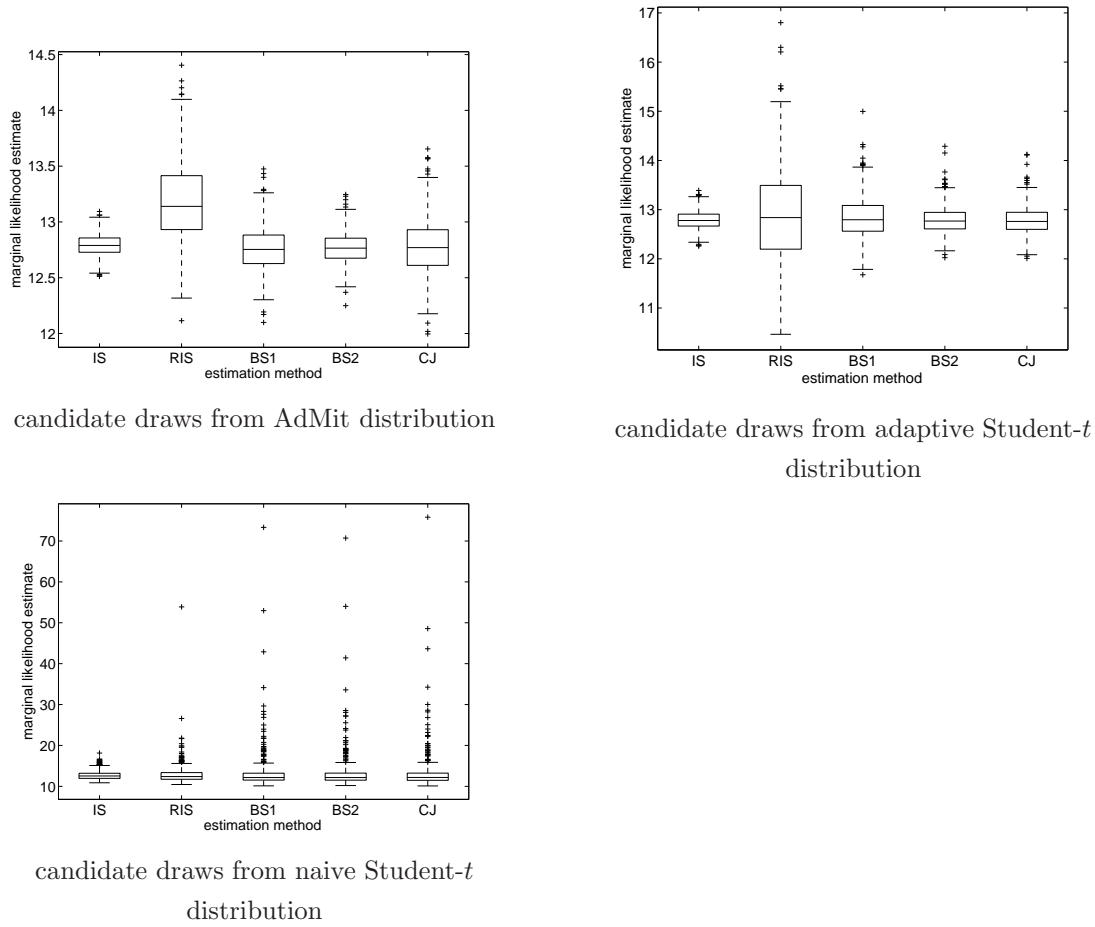 14.5
14
13.5
13
12.5
12
marginal likelihood estimate
IS RIS BS1 BS2 CJ
estimation method
candidate draws from AdMit distribution
17
16
15
14
13
12
11
marginal likelihood estimate
IS RIS BS1 BS2 CJ
estimation method
candidate draws from adaptive Student-t
distribution
70
60
50
40
30
20
10
marginal likelihood estimate
IS RIS BS1 BS2 CJ
estimation method
candidate draws from naive Student-t
distribution